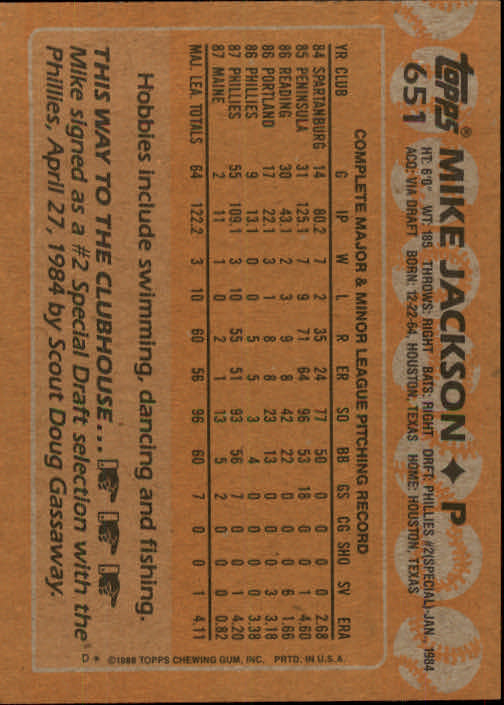 topps® MIKE JACKSON ◆ P
651 HT: 6'0" WT: 185 THROWS: RIGHT BATS: RIGHT DRFT: PHILLIES #2(SPECIAL)-JAN., 1984
ACQ: VIA DRAFT BORN: 12-22-64, HOUSTON, TEXAS HOME: HOUSTON, TEXAS
COMPLETE MAJOR & MINOR LEAGUE PITCHING RECORD
YR CLUB G IP W L R ER SO BB GS CG SHO SV ERA
84 SPARTANBURG 14 80.2 7 2 35 24 77 50 0 0 0 0 2.68
85 PENINSULA 31 125.1 7 9 71 64 96 53 18 0 0 1 4.60
86 READING 30 43.1 2 3 9 8 42 22 0 0 0 6 1.66
86 PORTLAND 17 22.1 3 1 8 8 23 13 0 0 0 3 3.18
86 PHILLIES 9 13.1 0 0 5 5 3 4 0 0 0 0 3.38
87 PHILLIES 55 109.1 3 10 55 51 93 56 7 0 0 1 4.20
87 MAINE 2 11 1 0 2 1 13 5 2 0 0 0 0.82
MAJ. LEA. TOTALS 64 122.2 3 10 60 56 96 60 7 0 0 1 4.11
Hobbies include swimming, dancing and fishing.
THIS WAY TO THE CLUBHOUSE...
Mike signed as a #2 Special Draft selection with the
Phillies, April 27, 1984 by Scout Doug Gassaway.
D * ©1988 TOPPS CHEWING GUM, INC. PRTD. IN U.S.A.